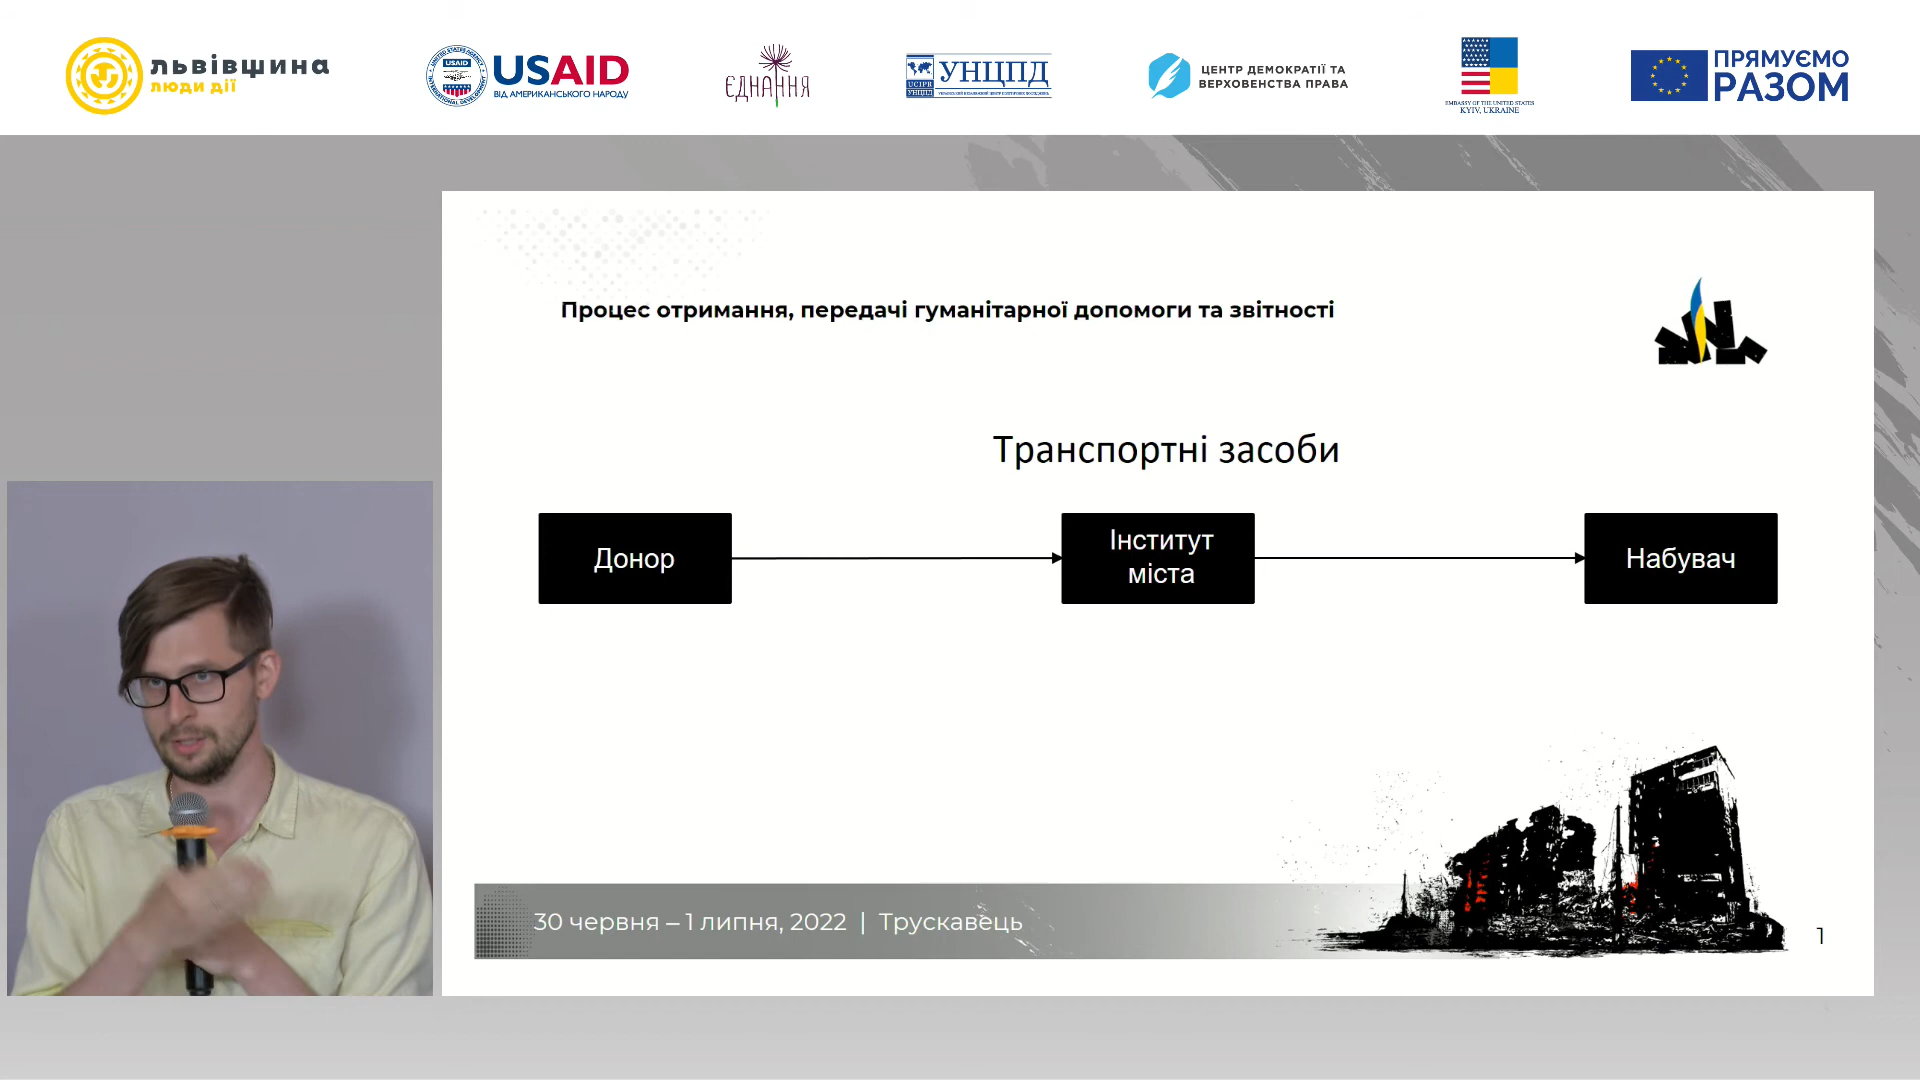 львівщина
люди дії
USAID
ВІД АМЕРИКАНСЬКОГО НАРОДУ
ЄДНАННЯ
УНЦПД
UCIPR
УНЦПД
ЦЕНТР ДЕМОКРАТІЇ ТА
ВЕРХОВЕНСТВА ПРАВА
EMBASSY OF THE UNITED STATES
KYIV, UKRAINE
ПРЯМУЄМО
РАЗОМ
Процес отримання, передачі гуманітарної допомоги та звітності
Транспортні засоби
Донор
Інститут
міста
Набувач
30 червня – 1 липня, 2022 | Трускавець
1